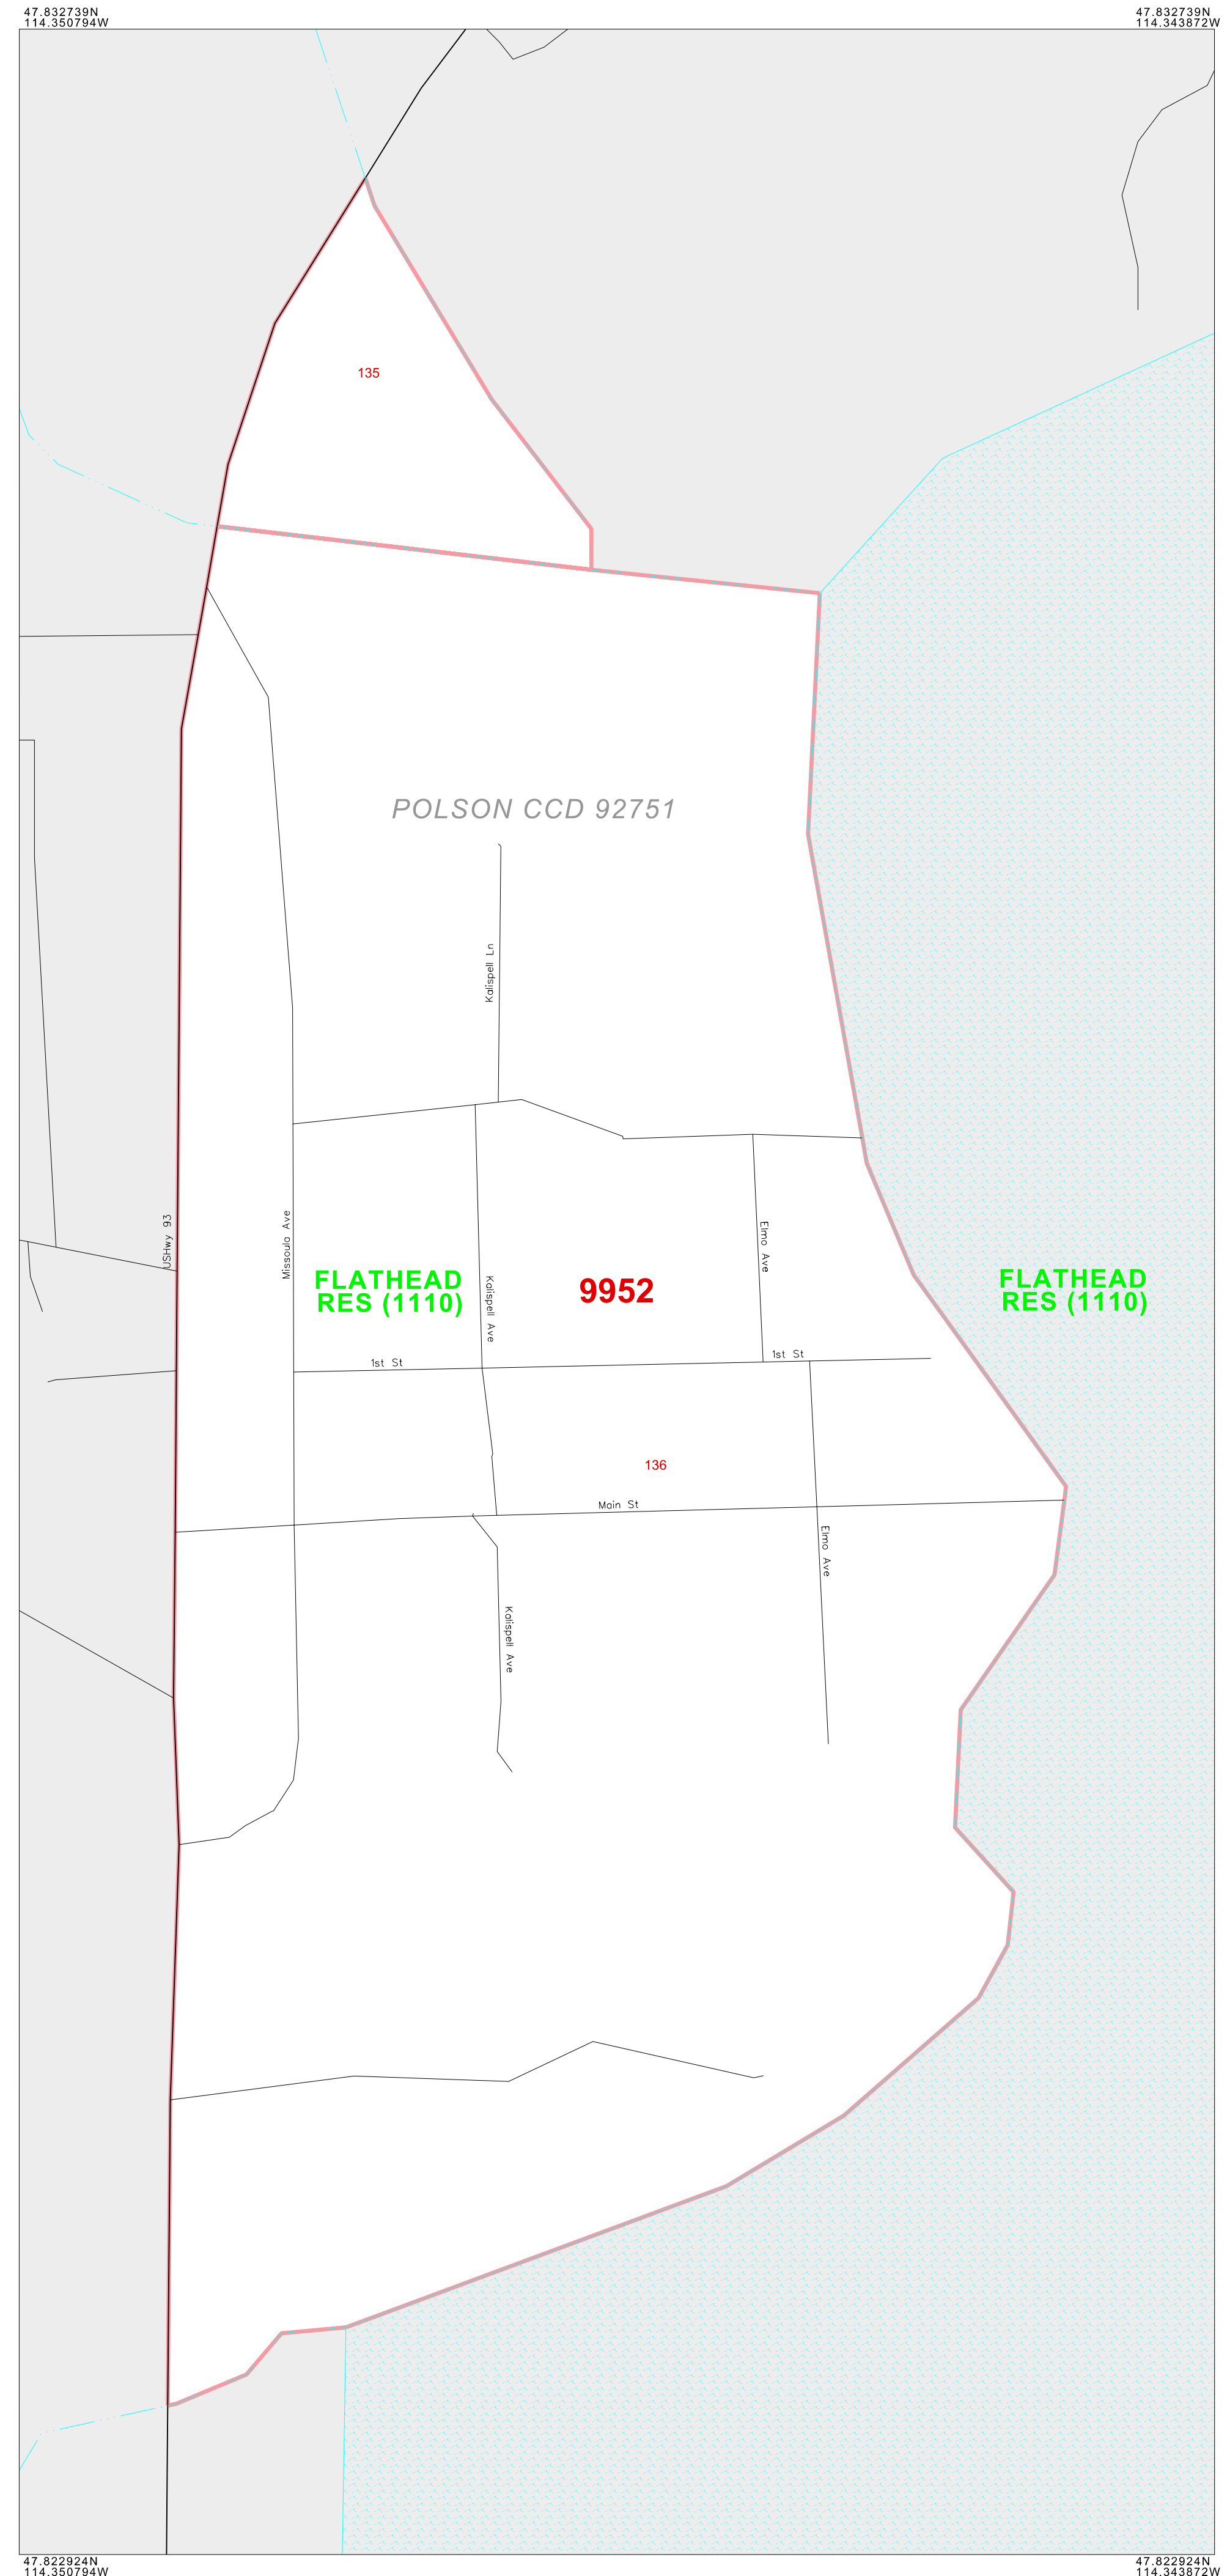 47.832739N
114.350794W
47.832739N
114.343872W
135
POLSON CCD 92751
Kalispell Ln
USHwy 93
Missoula Ave
Elmo Ave
FLATHEAD
RES (1110)
Kalispell Ave
9952
FLATHEAD
RES (1110)
1st St
1st St
136
Main St
Elmo Ave
Kalispell Ave
47.822924N
114.350794W
47.822924N
114.343872W